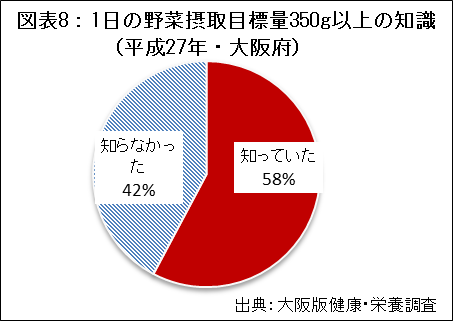 図表8：1日の野菜摂取目標量350g以上の知識
（平成27年・大阪府）
知らなかっ
た
42%
知っていた
58%
出典：大阪版健康・栄養調査